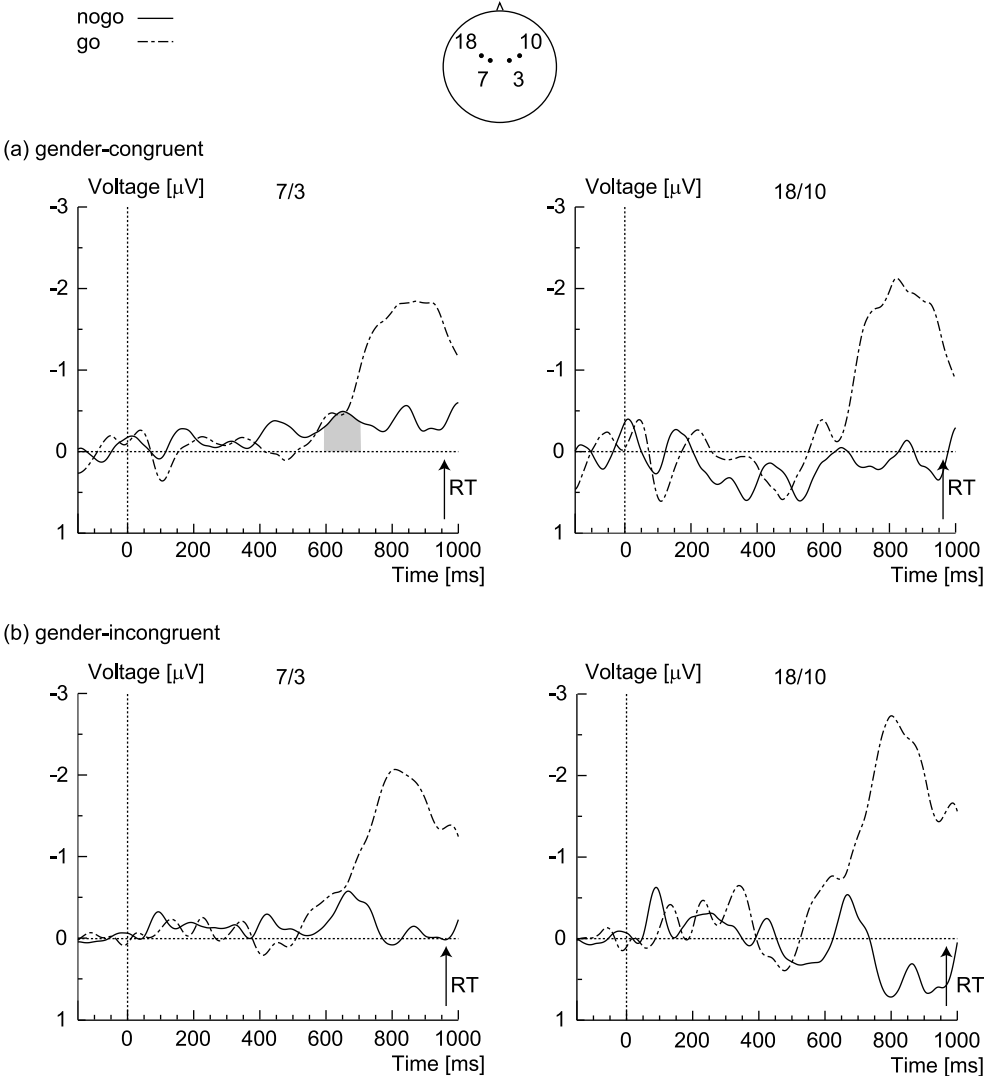 nogo
go
18 10
7 3
(a) gender-congruent
Voltage [μV] 7/3
-3
-2
-1
0
1
RT
0 200 400 600 800 1000
Time [ms]
Voltage [μV] 18/10
-3
-2
-1
0
1
RT
0 200 400 600 800 1000
Time [ms]
(b) gender-incongruent
Voltage [μV] 7/3
-3
-2
-1
0
1
RT
0 200 400 600 800 1000
Time [ms]
Voltage [μV] 18/10
-3
-2
-1
0
1
RT
0 200 400 600 800 1000
Time [ms]